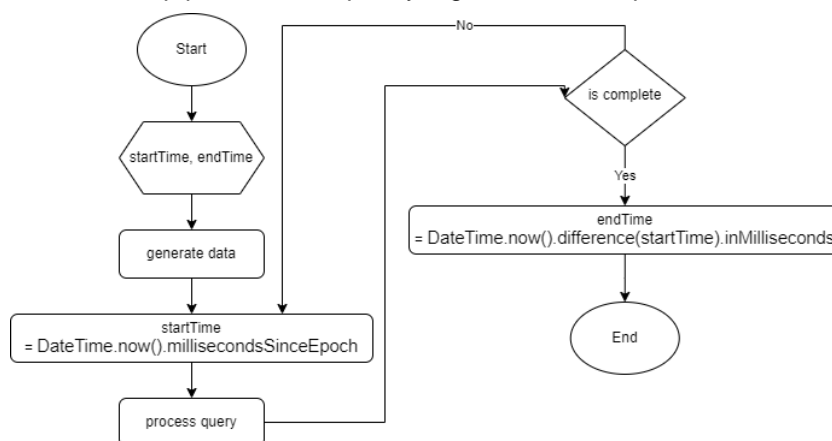 Start
startTime, endTime
generate data
startTime
= DateTime.now().millisecondsSinceEpoch
process query
No
is complete
Yes
endTime
= DateTime.now().difference(startTime).inMilliseconds
End